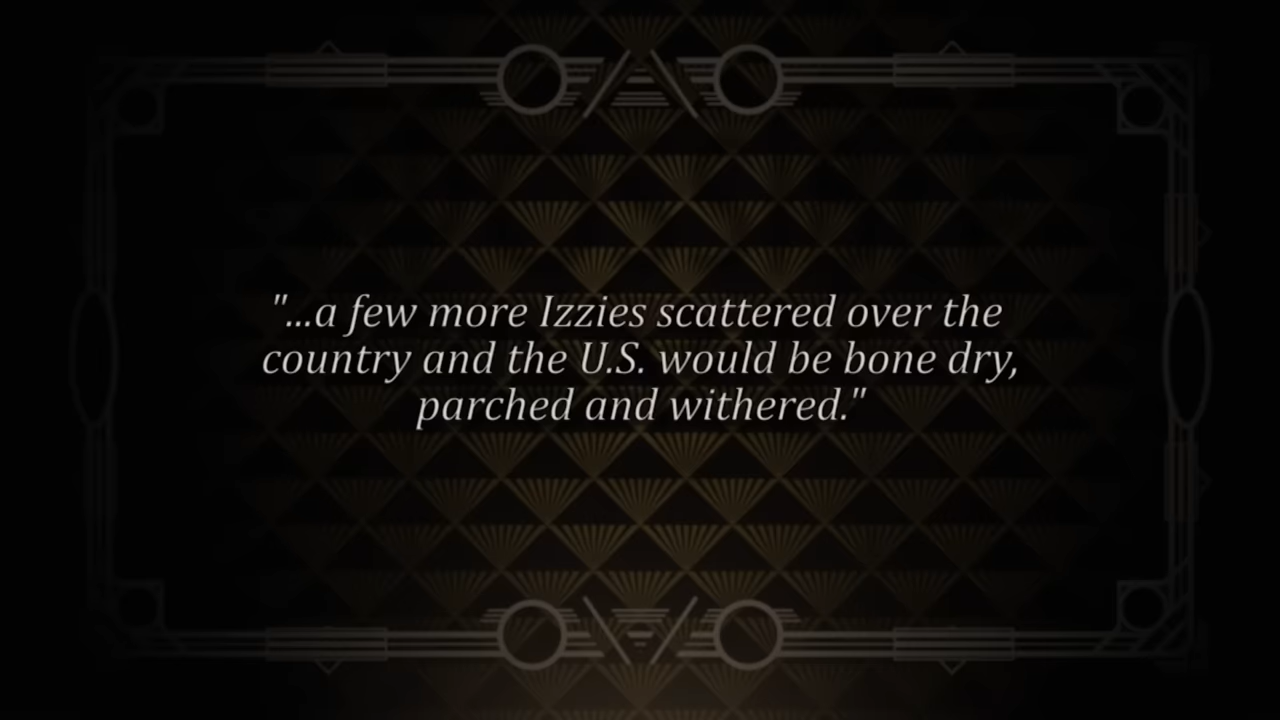 "...a few more Izzies scattered over the
country and the U.S. would be bone dry,
parched and withered."